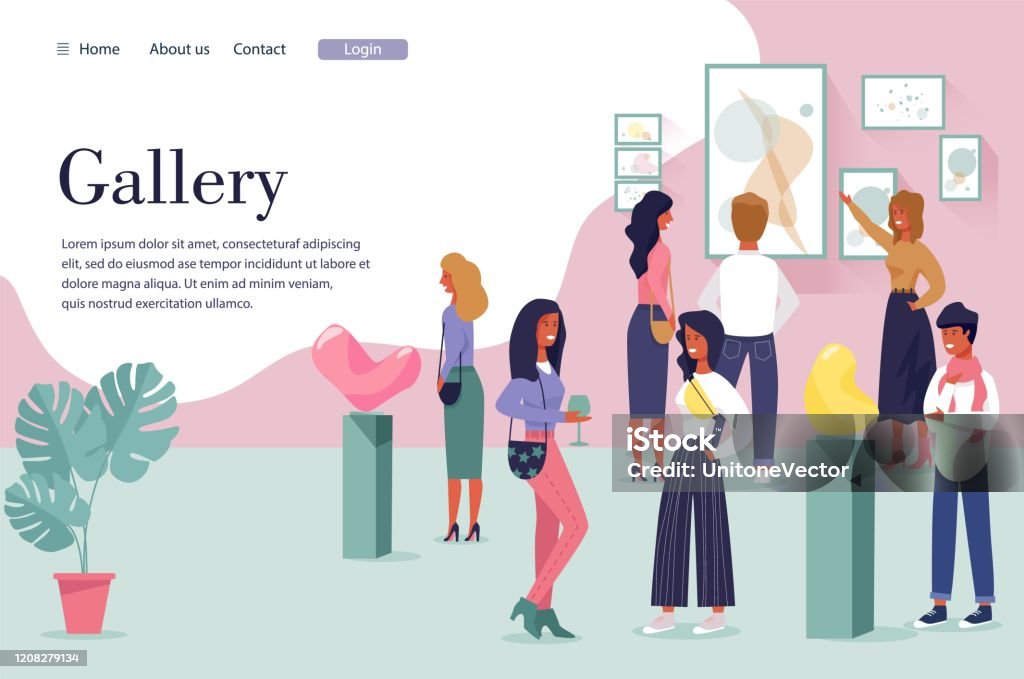 Home About us Contact Login
Gallery
Lorem ipsum dolor sit amet, consecteturaf adipiscing
elit, sed do eiusmod ase tempor incididunt ut labore et
dolore magna aliqua. Ut enim ad minim veniam,
quis nostrud exercitation ullamco.
iStock™
Credit: UnitoneVector
1208279134